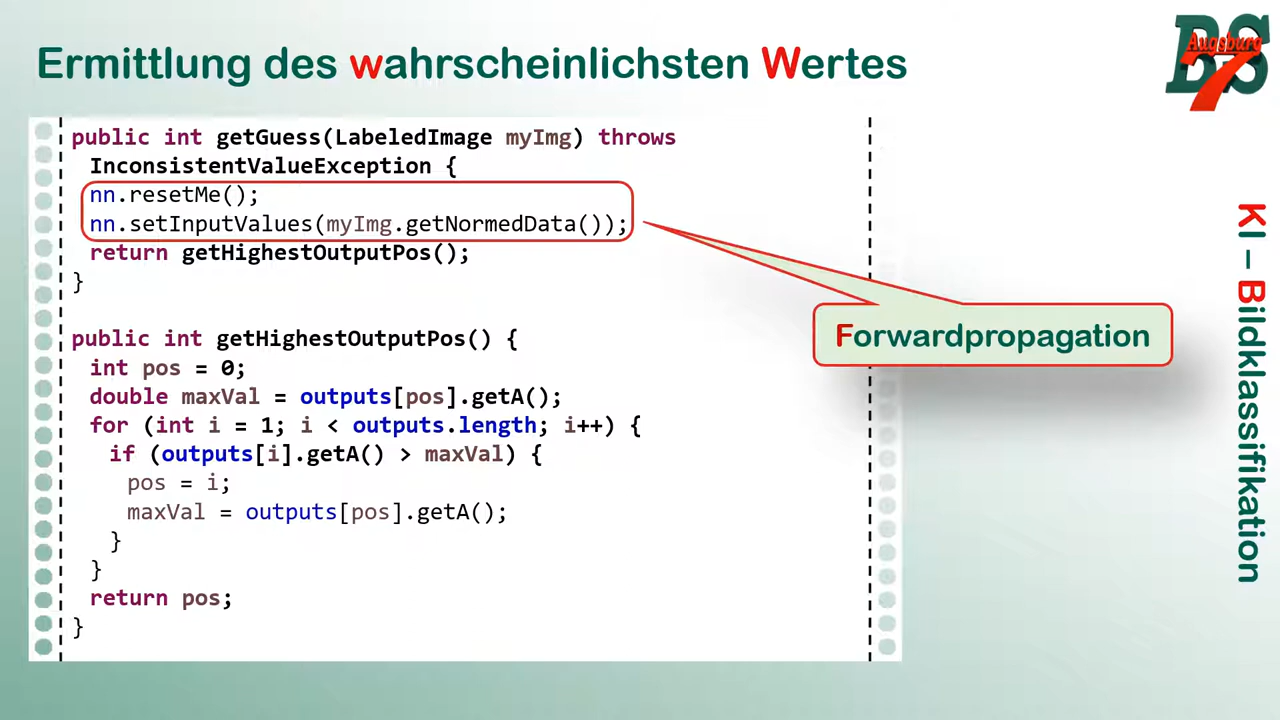 Ermittlung des wahrscheinlichsten Wertes
BS
Augsburg
7
public int getGuess(LabeledImage myImg) throws
InconsistentValueException {
nn.resetMe();
nn.setInputValues(myImg.getNormedData());
return getHighestOutputPos();
}
Forwardpropagation
public int getHighestOutputPos() {
int pos = 0;
double maxVal = outputs[pos].getA();
for (int i = 1; i < outputs.length; i++) {
if (outputs[i].getA() > maxVal) {
pos = i;
maxVal = outputs[pos].getA();
}
}
return pos;
}
KI – Bildklassifikation